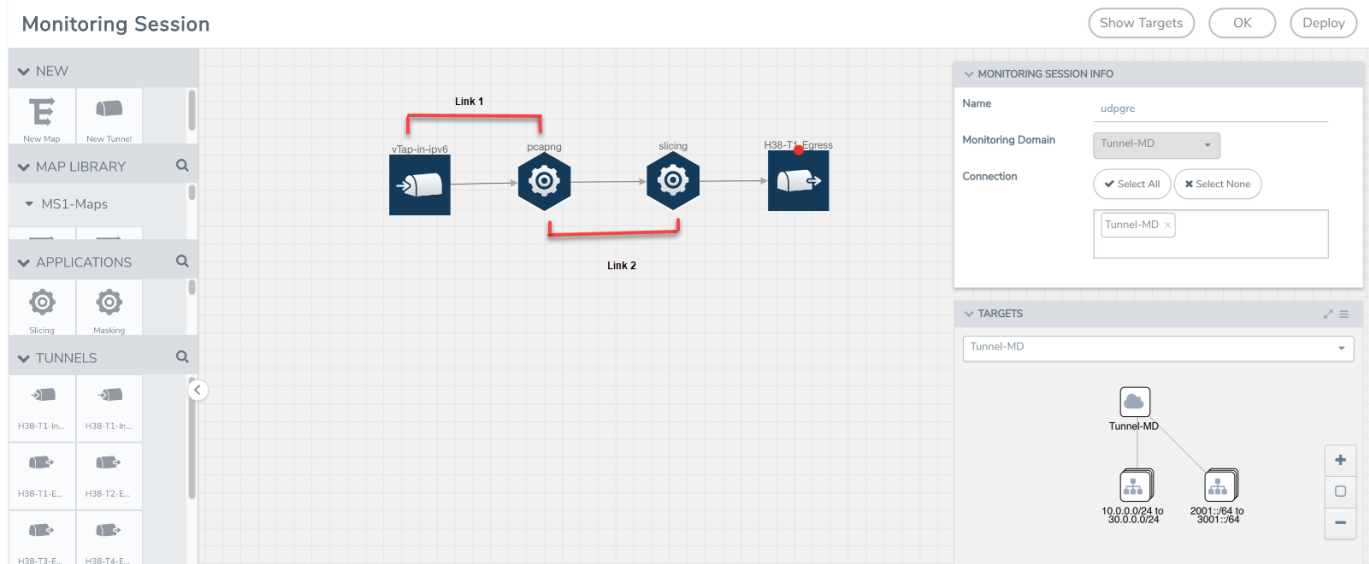 Monitoring Session
Show Targets
OK
Deploy
NEW
New Map
New Tunnel
MAP LIBRARY
MS1-Maps
APPLICATIONS
Slicing
Masking
TUNNELS
H38-T1-In...
H38-T1-In...
H38-T1-E...
H38-T2-E...
H38-T3-E...
H38-T4-E...
Link 1
vTap-in-ipv6
pcapng
slicing
H38-T1-Egress
Link 2
MONITORING SESSION INFO
Name
udpgre
Monitoring Domain
Tunnel-MD
Connection
Select All
Select None
Tunnel-MD ×
TARGETS
Tunnel-MD
Tunnel-MD
10.0.0.0/24 to
30.0.0.0/24
2001::/64 to
3001::/64